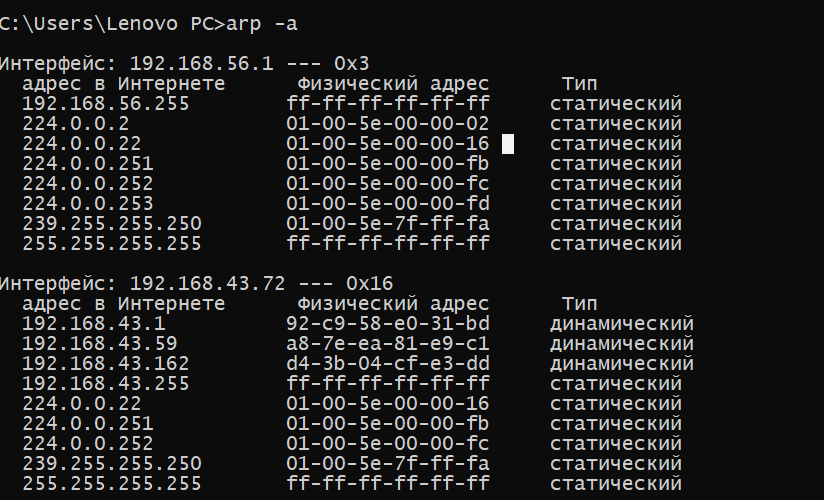 C:\Users\Lenovo PC>arp -a
Интерфейс: 192.168.56.1 --- 0x3
адрес в Интернете Физический адрес Тип
192.168.56.255 ff-ff-ff-ff-ff-ff статический
224.0.0.2 01-00-5e-00-00-02 статический
224.0.0.22 01-00-5e-00-00-16 статический
224.0.0.251 01-00-5e-00-00-fb статический
224.0.0.252 01-00-5e-00-00-fc статический
224.0.0.253 01-00-5e-00-00-fd статический
239.255.255.250 01-00-5e-7f-ff-fa статический
255.255.255.255 ff-ff-ff-ff-ff-ff статический
Интерфейс: 192.168.43.72 --- 0x16
адрес в Интернете Физический адрес Тип
192.168.43.1 92-c9-58-e0-31-bd динамический
192.168.43.59 a8-7e-ea-81-e9-c1 динамический
192.168.43.162 d4-3b-04-cf-e3-dd динамический
192.168.43.255 ff-ff-ff-ff-ff-ff статический
224.0.0.22 01-00-5e-00-00-16 статический
224.0.0.251 01-00-5e-00-00-fb статический
224.0.0.252 01-00-5e-00-00-fc статический
239.255.255.250 01-00-5e-7f-ff-fa статический
255.255.255.255 ff-ff-ff-ff-ff-ff статический